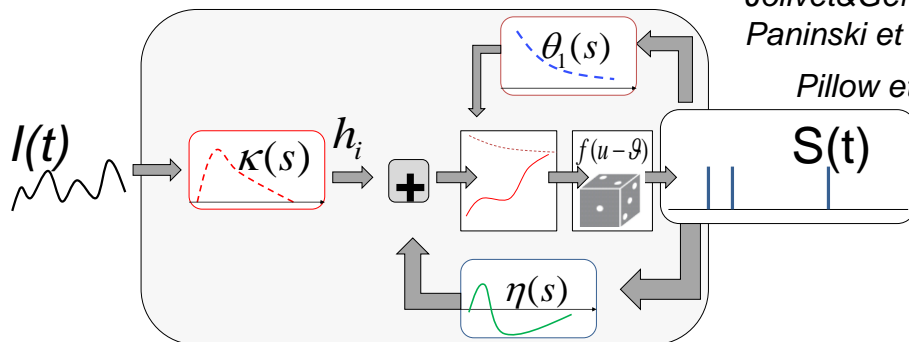 Paninski et
Pillow et
θ₁(s)
I(t)
κ(s)
hᵢ
+
f(u−ϑ)
S(t)
η(s)